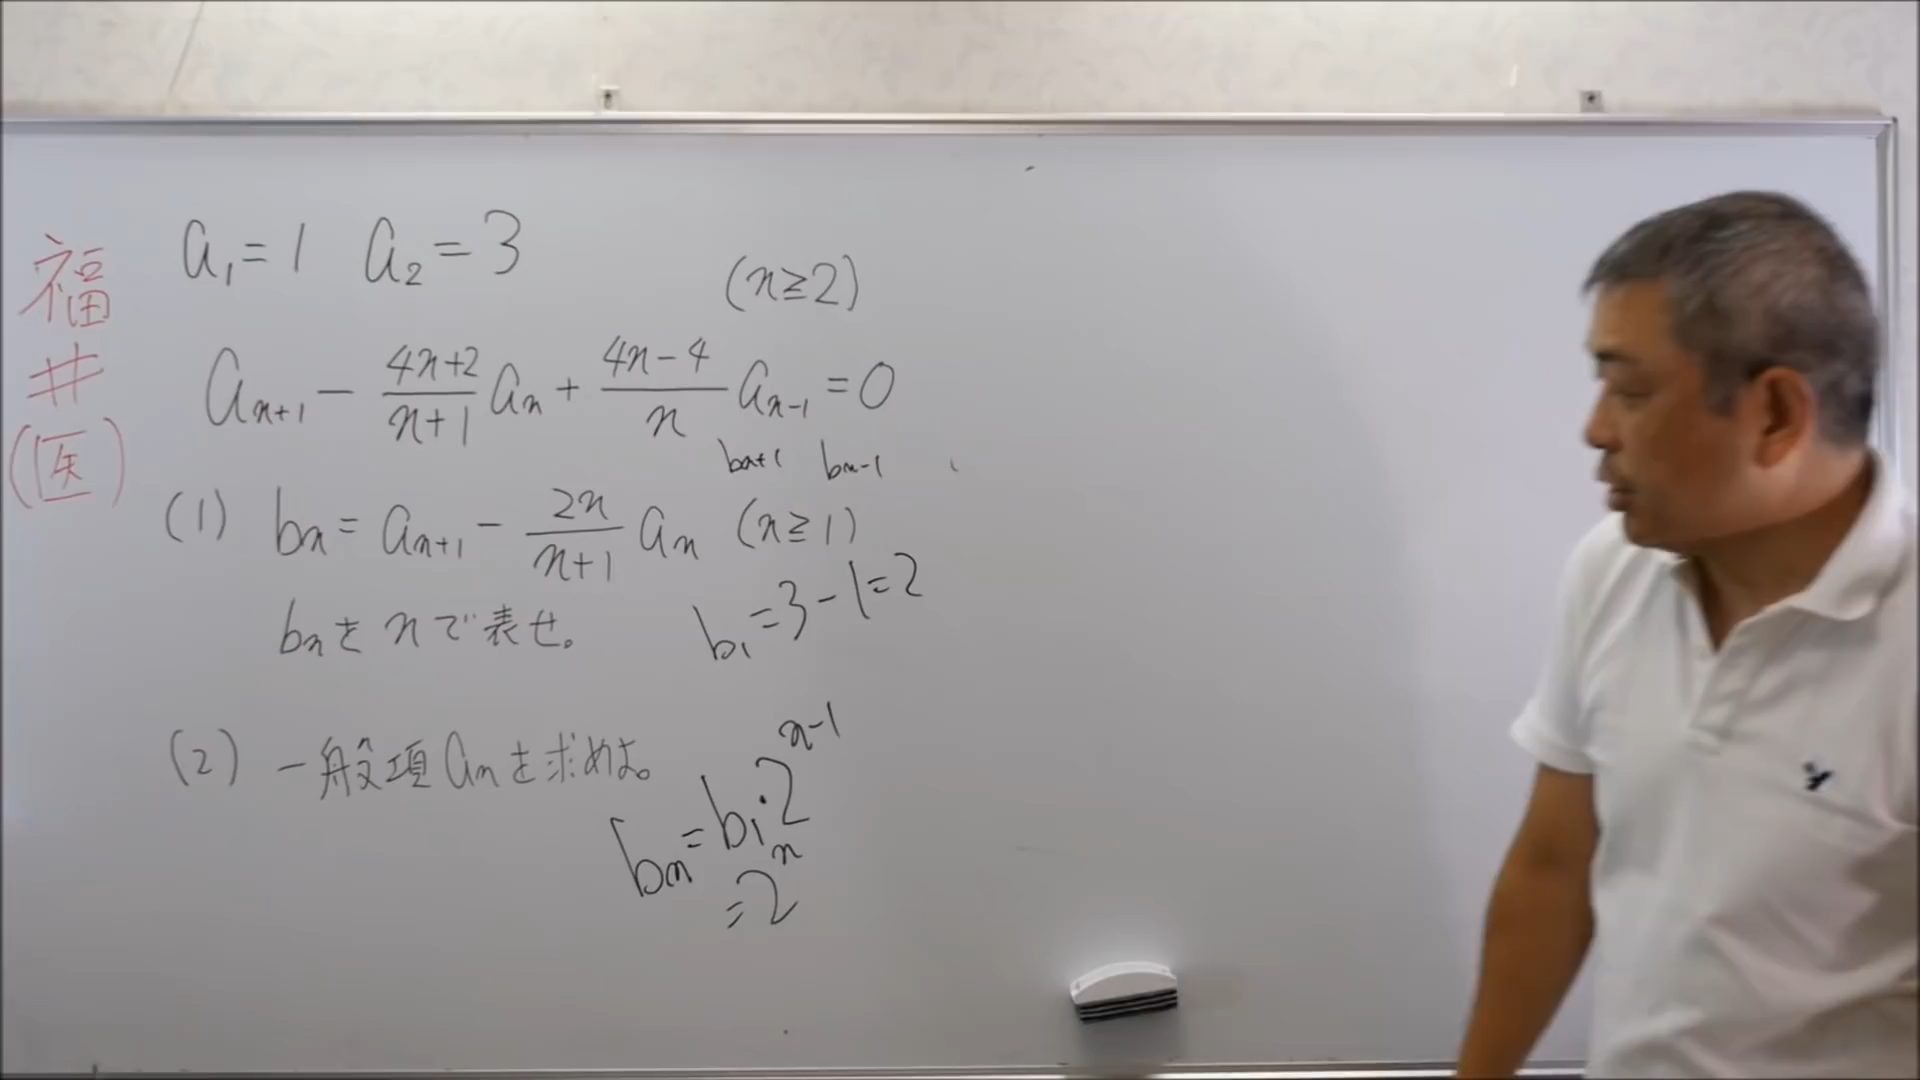 福井(医)
a₁=1 a₂=3
(n≧2)
aₙ₊₁ - (4n+2)/(n+1) aₙ + (4n-4)/n aₙ₋₁ = 0
bₙ₊₁ bₙ₋₁
(1) bₙ = aₙ₊₁ - 2n/(n+1) aₙ (n≧1)
bₙをnで表せ。
b₁=3-1=2
(2) 一般項aₙを求めよ。
bₙ=b₁·2ⁿ⁻¹
=2ⁿ